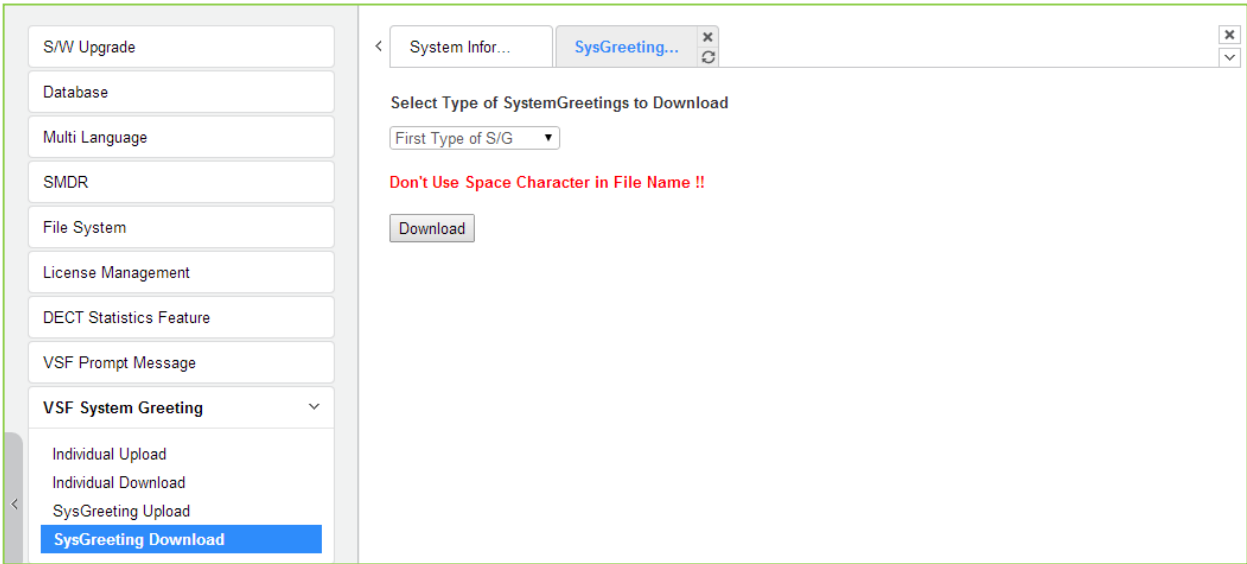 S/W Upgrade
Database
Multi Language
SMDR
File System
License Management
DECT Statistics Feature
VSF Prompt Message
VSF System Greeting
Individual Upload
Individual Download
SysGreeting Upload
SysGreeting Download
System Infor...
SysGreeting...
Select Type of SystemGreetings to Download
First Type of S/G
Don't Use Space Character in File Name !!
Download